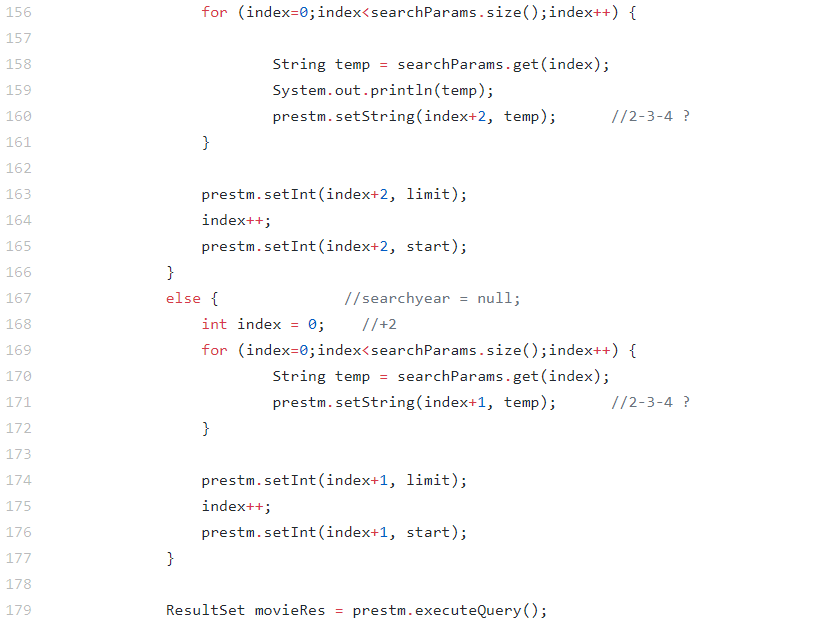 156 for (index=0;index<searchParams.size();index++) {
157
158 String temp = searchParams.get(index);
159 System.out.println(temp);
160 prestm.setString(index+2, temp); //2-3-4 ?
161 }
162
163 prestm.setInt(index+2, limit);
164 index++;
165 prestm.setInt(index+2, start);
166 }
167 else { //searchyear = null;
168 int index = 0; //+2
169 for (index=0;index<searchParams.size();index++) {
170 String temp = searchParams.get(index);
171 prestm.setString(index+1, temp); //2-3-4 ?
172 }
173
174 prestm.setInt(index+1, limit);
175 index++;
176 prestm.setInt(index+1, start);
177 }
178
179 ResultSet movieRes = prestm.executeQuery();